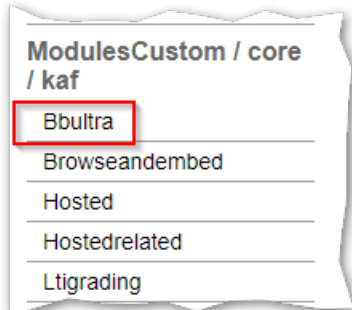 ModulesCustom / core
/ kaf
Bbultra
Browseandembed
Hosted
Hostedrelated
Ltigrading